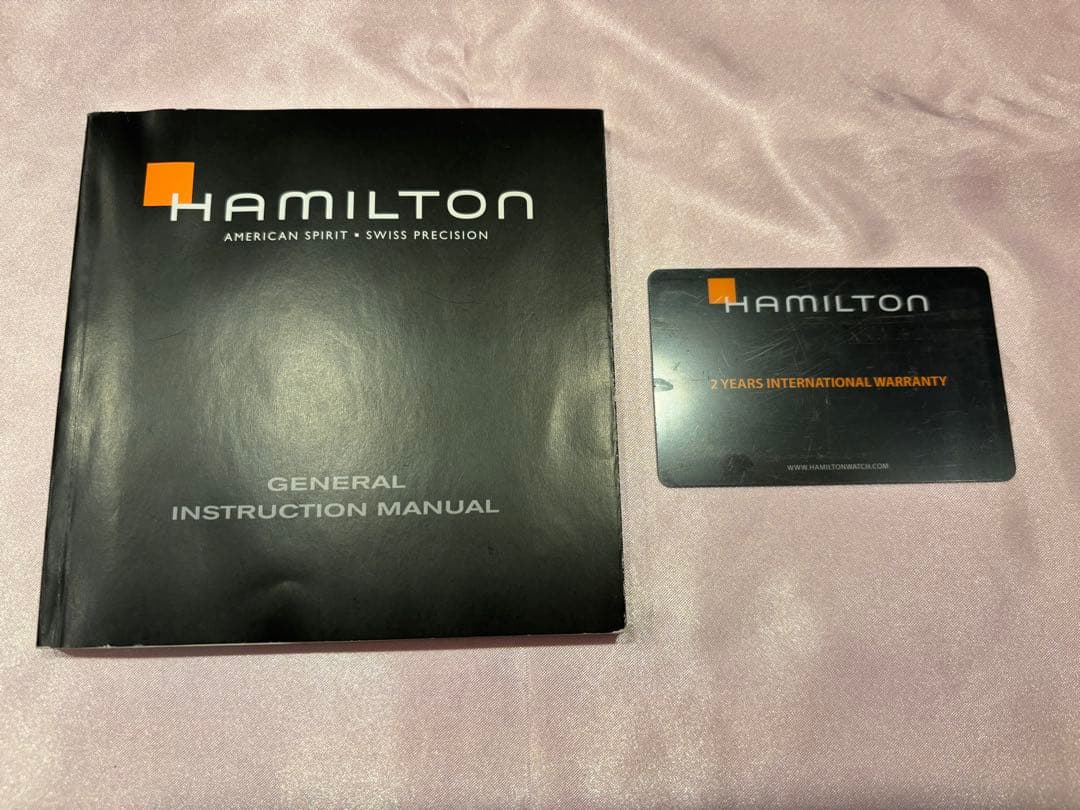 HAMILTON
AMERICAN SPIRIT ▪ SWISS PRECISION
GENERAL
INSTRUCTION MANUAL
HAMILTON
2 YEARS INTERNATIONAL WARRANTY
WWW.HAMILTONWATCH.COM